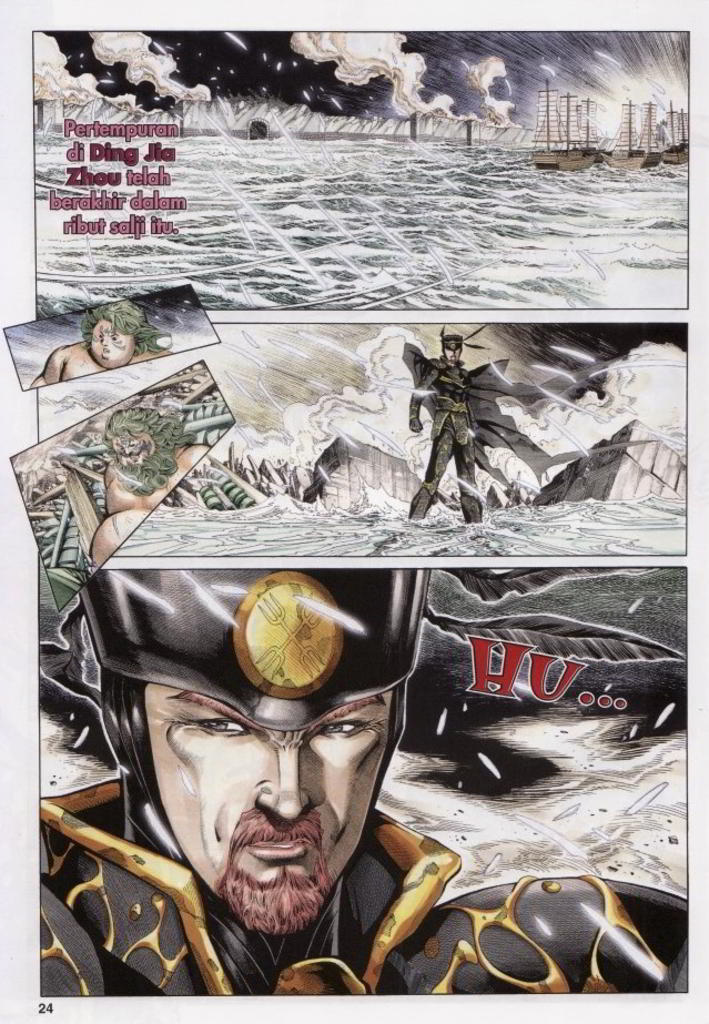 Pertempuran
di Ding Jia
Zhou telah
berakhir dalam
ribut salji itu.
HU...
24